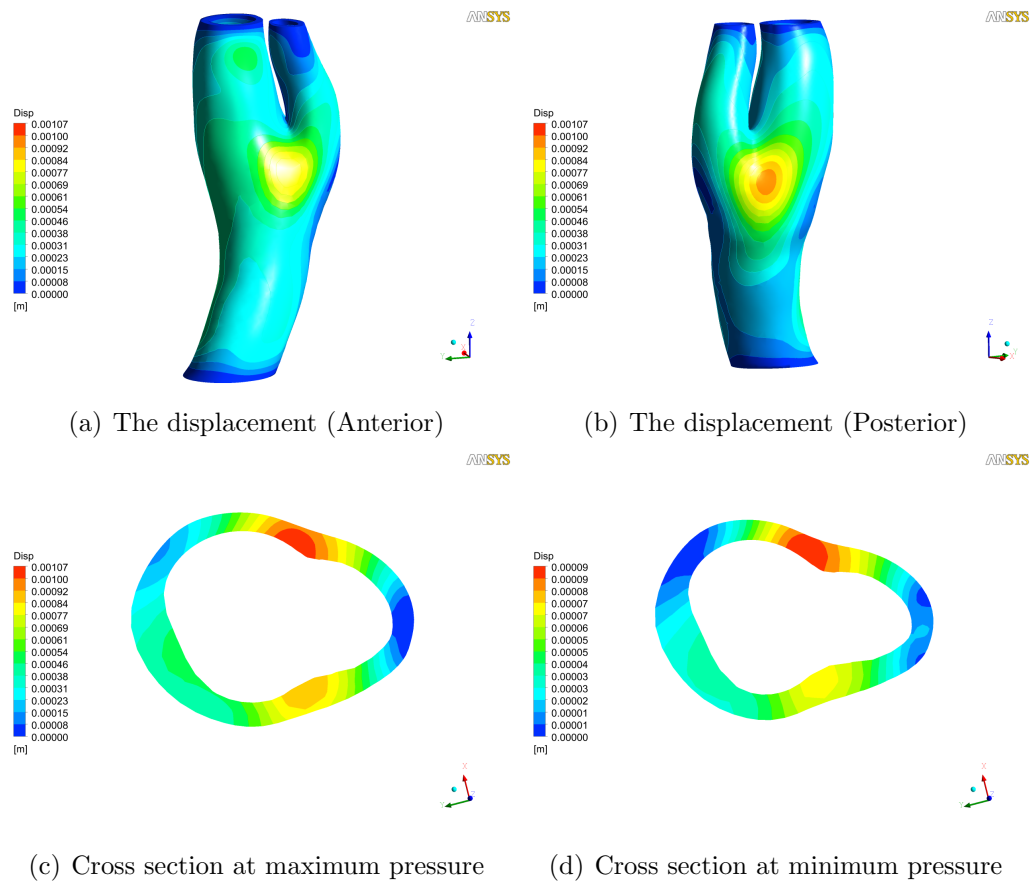 ANSYS
Disp
0.00107
0.00100
0.00092
0.00084
0.00077
0.00069
0.00061
0.00054
0.00046
0.00038
0.00031
0.00023
0.00015
0.00008
0.00000
[m]
Z
Y
X
(a) The displacement (Anterior)
ANSYS
Disp
0.00107
0.00100
0.00092
0.00084
0.00077
0.00069
0.00061
0.00054
0.00046
0.00038
0.00031
0.00023
0.00015
0.00008
0.00000
[m]
Z
Y
X
(b) The displacement (Posterior)
ANSYS
Disp
0.00107
0.00100
0.00092
0.00084
0.00077
0.00069
0.00061
0.00054
0.00046
0.00038
0.00031
0.00023
0.00015
0.00008
0.00000
[m]
X
Y
Z
(c) Cross section at maximum pressure
ANSYS
Disp
0.00009
0.00008
0.00008
0.00007
0.00006
0.00006
0.00005
0.00004
0.00004
0.00003
0.00003
0.00002
0.00001
0.00001
0.00000
[m]
X
Y
Z
(d) Cross section at minimum pressure